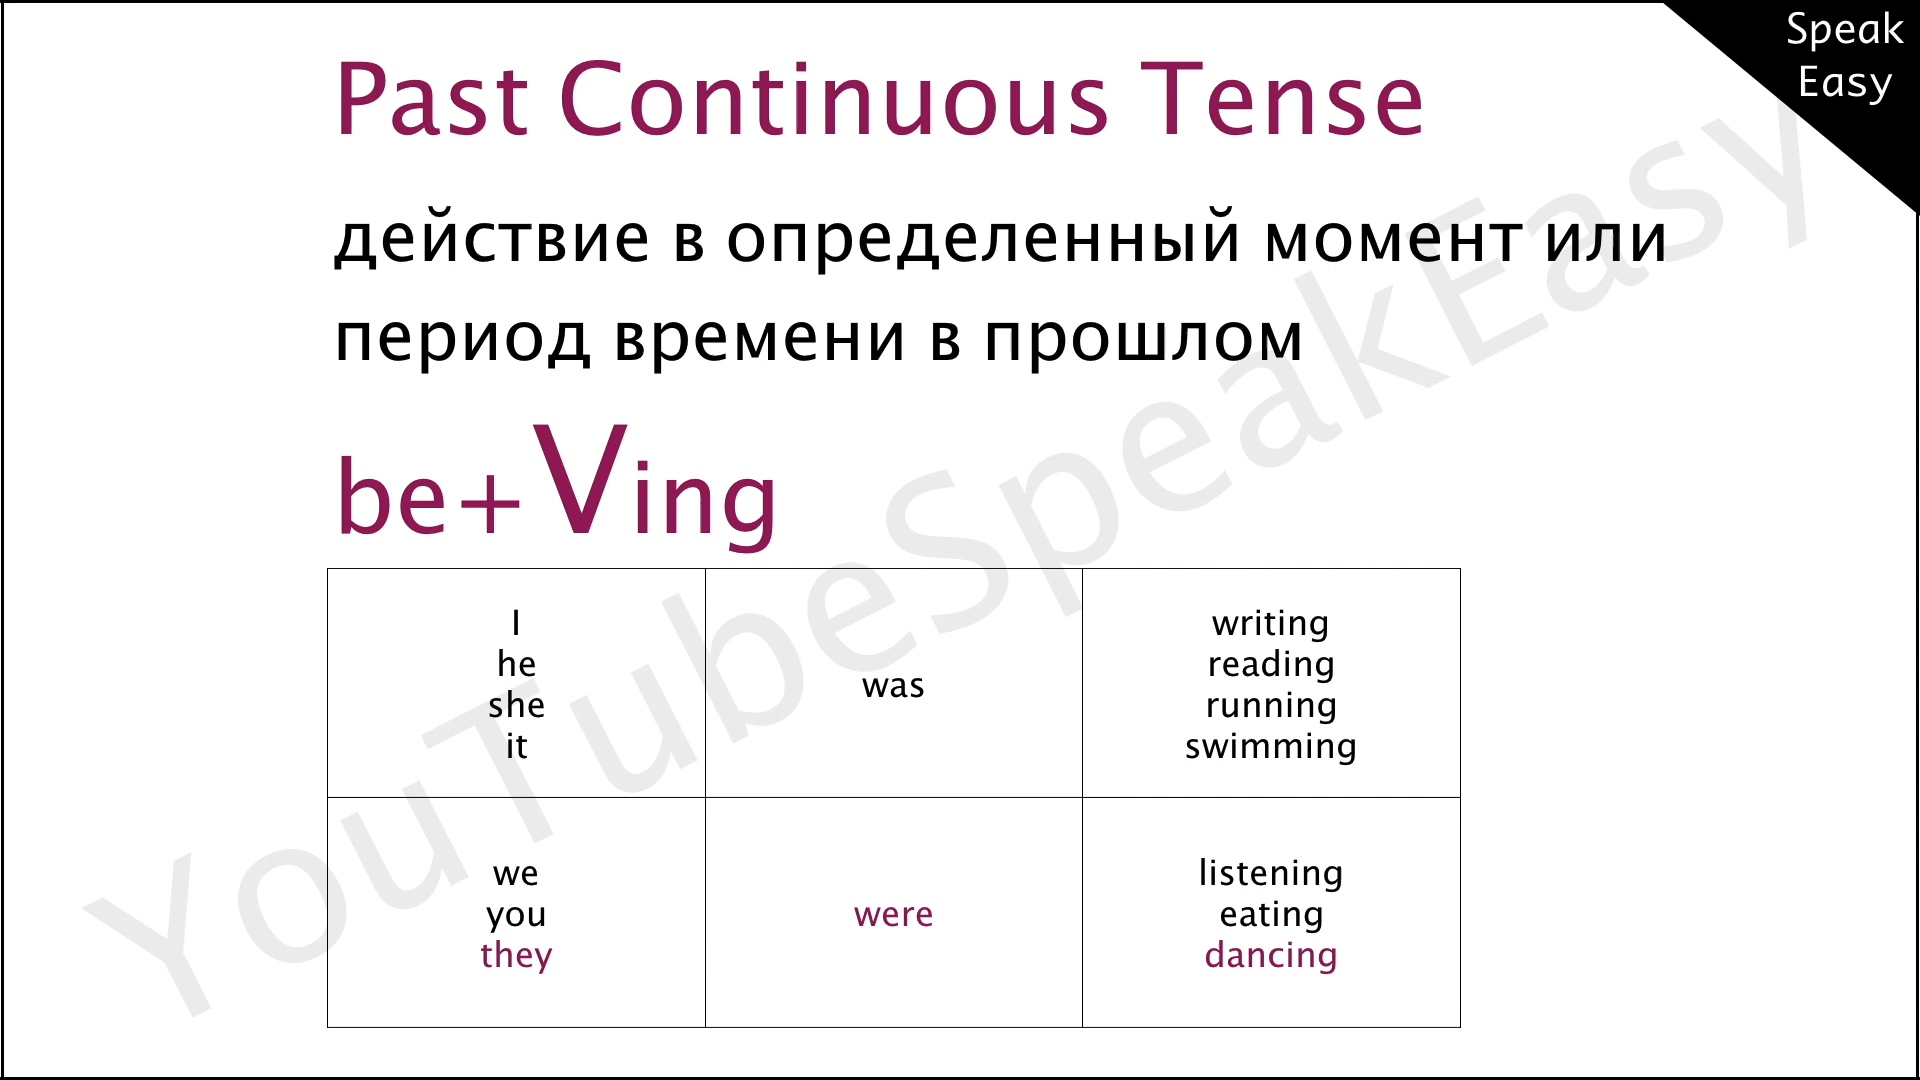 Speak
Easy
Past Continuous Tense
действие в определенный момент или
период времени в прошлом
be+Ving
I
he
she
it
was
writing
reading
running
swimming
we
you
they
were
listening
eating
dancing
YouTubeSpeakEasy